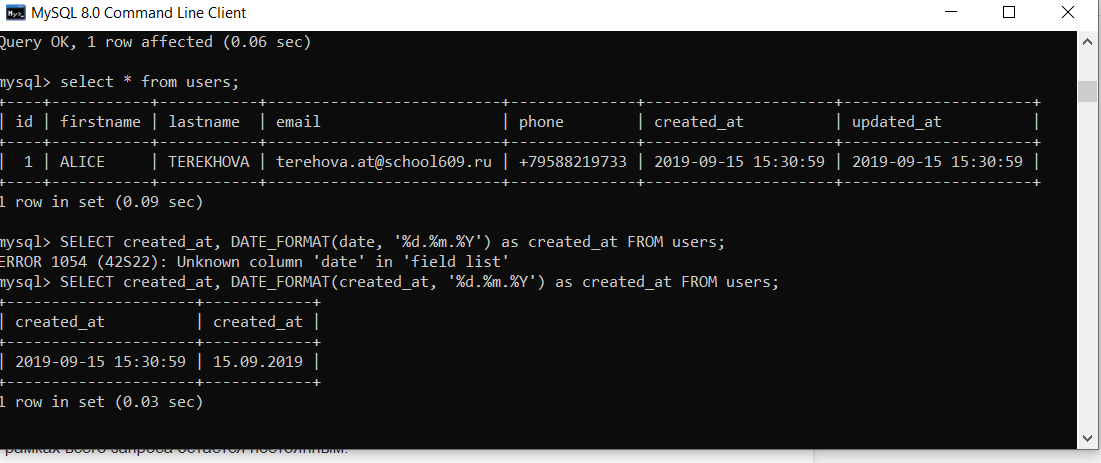 MySQL 8.0 Command Line Client
Query OK, 1 row affected (0.06 sec)
mysql> select * from users;
+----+-----------+-----------+--------------------------+--------------+---------------------+---------------------+
| id | firstname | lastname  | email                    | phone        | created_at          | updated_at          |
+----+-----------+-----------+--------------------------+--------------+---------------------+---------------------+
|  1 | ALICE     | TEREKHOVA | terehova.at@school609.ru | +79588219733 | 2019-09-15 15:30:59 | 2019-09-15 15:30:59 |
+----+-----------+-----------+--------------------------+--------------+---------------------+---------------------+
1 row in set (0.09 sec)
mysql> SELECT created_at, DATE_FORMAT(date, '%d.%m.%Y') as created_at FROM users;
ERROR 1054 (42S22): Unknown column 'date' in 'field list'
mysql> SELECT created_at, DATE_FORMAT(created_at, '%d.%m.%Y') as created_at FROM users;
+---------------------+------------+
| created_at          | created_at |
+---------------------+------------+
| 2019-09-15 15:30:59 | 15.09.2019 |
+---------------------+------------+
1 row in set (0.03 sec)
рамках всего запроса остается постоянным.